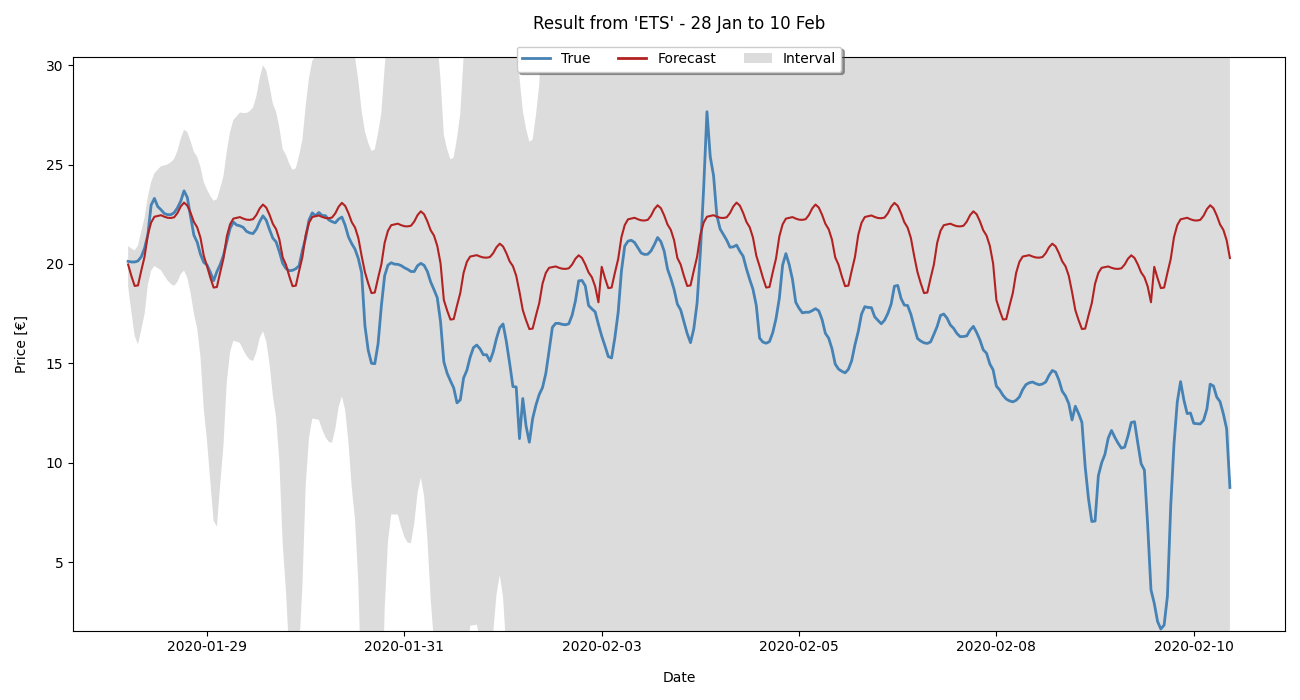 Result from 'ETS' - 28 Jan to 10 Feb
True Forecast Interval
30
25
20
15
10
5
Price [€]
2020-01-29 2020-01-31 2020-02-03 2020-02-05 2020-02-08 2020-02-10
Date